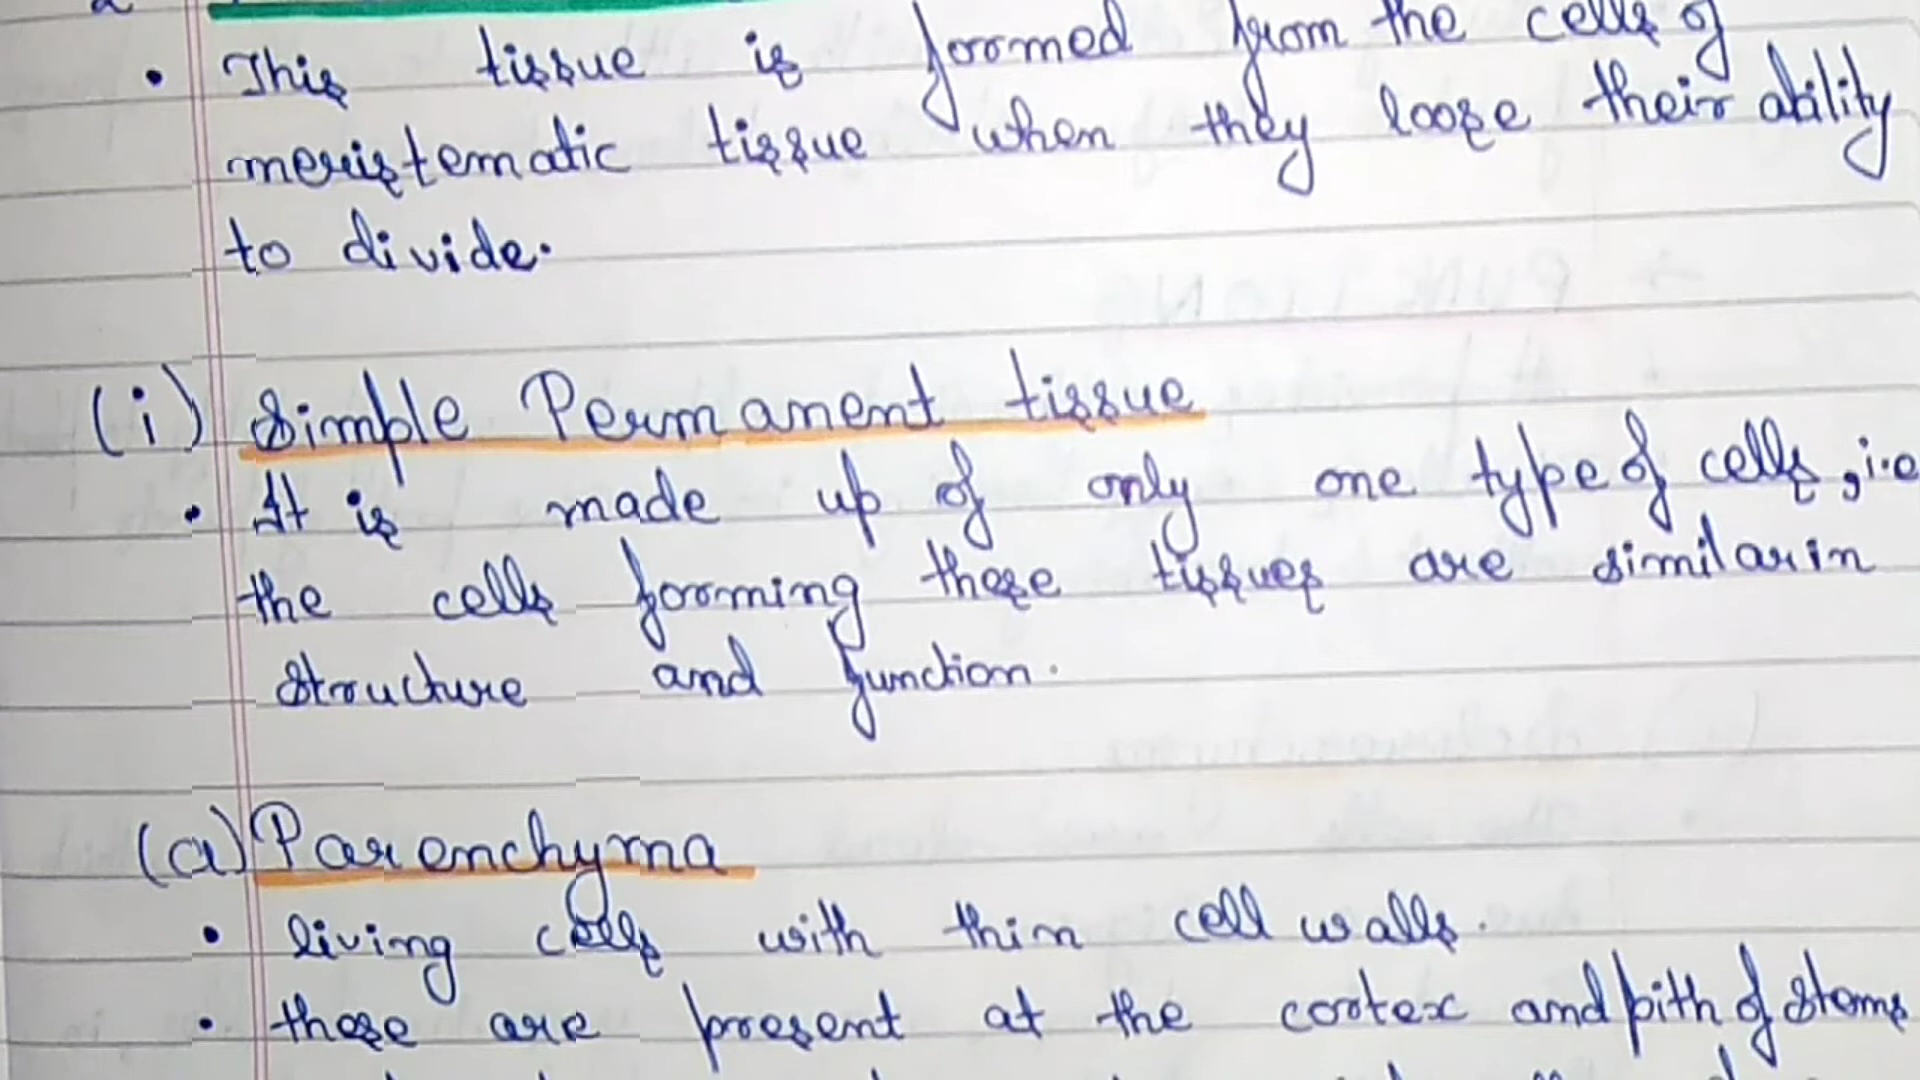 • This tissue is formed from the cells of
meristematic tissue when they loose their ability
to divide.
(i) Simple Permanent tissue
• It is made up of only one type of cells, i.e
the cells forming these tissues are similar in
structure and function.
(a) Parenchyma
• living cells with thin cell walls.
• these are present at the cortex and pith of stems